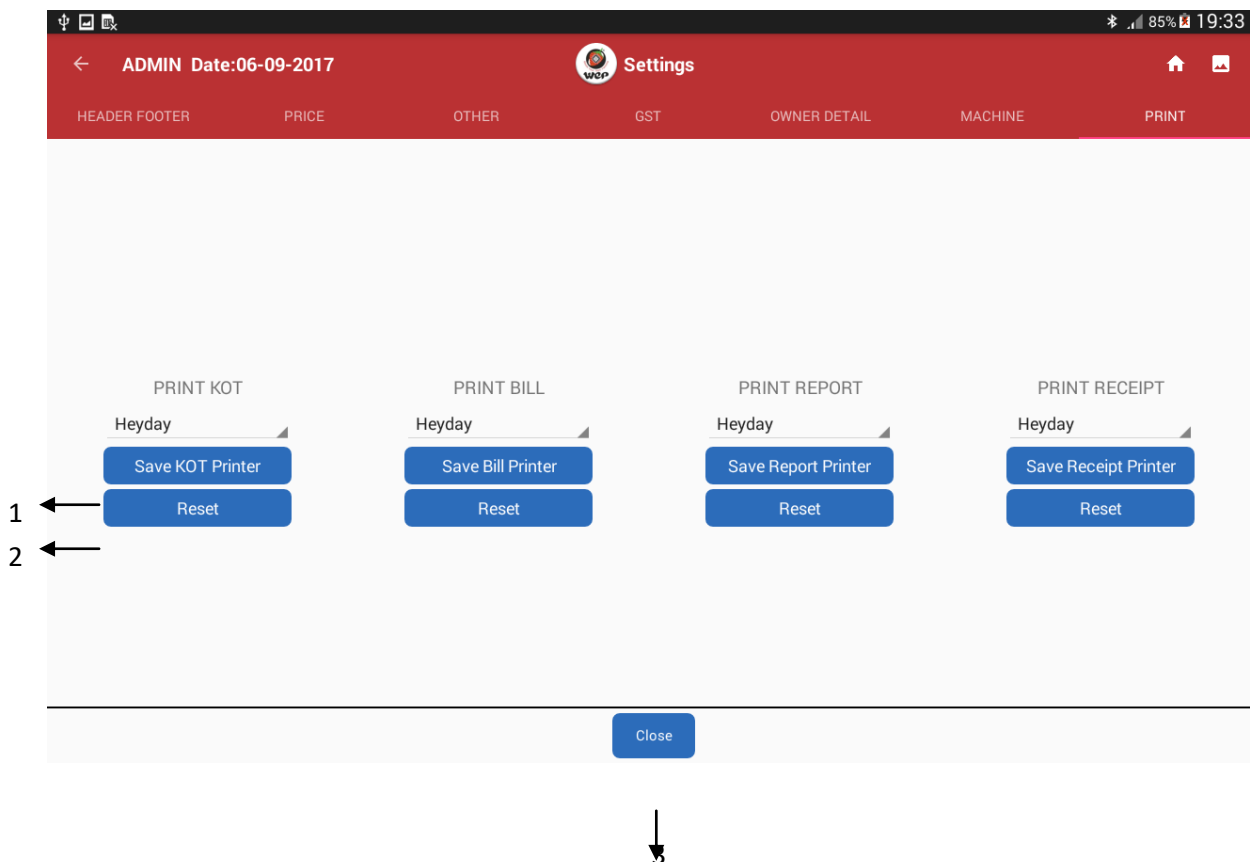 85% 19:33
ADMIN Date:06-09-2017 wep Settings
HEADER FOOTER PRICE OTHER GST OWNER DETAIL MACHINE PRINT
PRINT KOT PRINT BILL PRINT REPORT PRINT RECEIPT
Heyday Heyday Heyday Heyday
Save KOT Printer Save Bill Printer Save Report Printer Save Receipt Printer
1 Reset Reset Reset Reset
2
Close
3